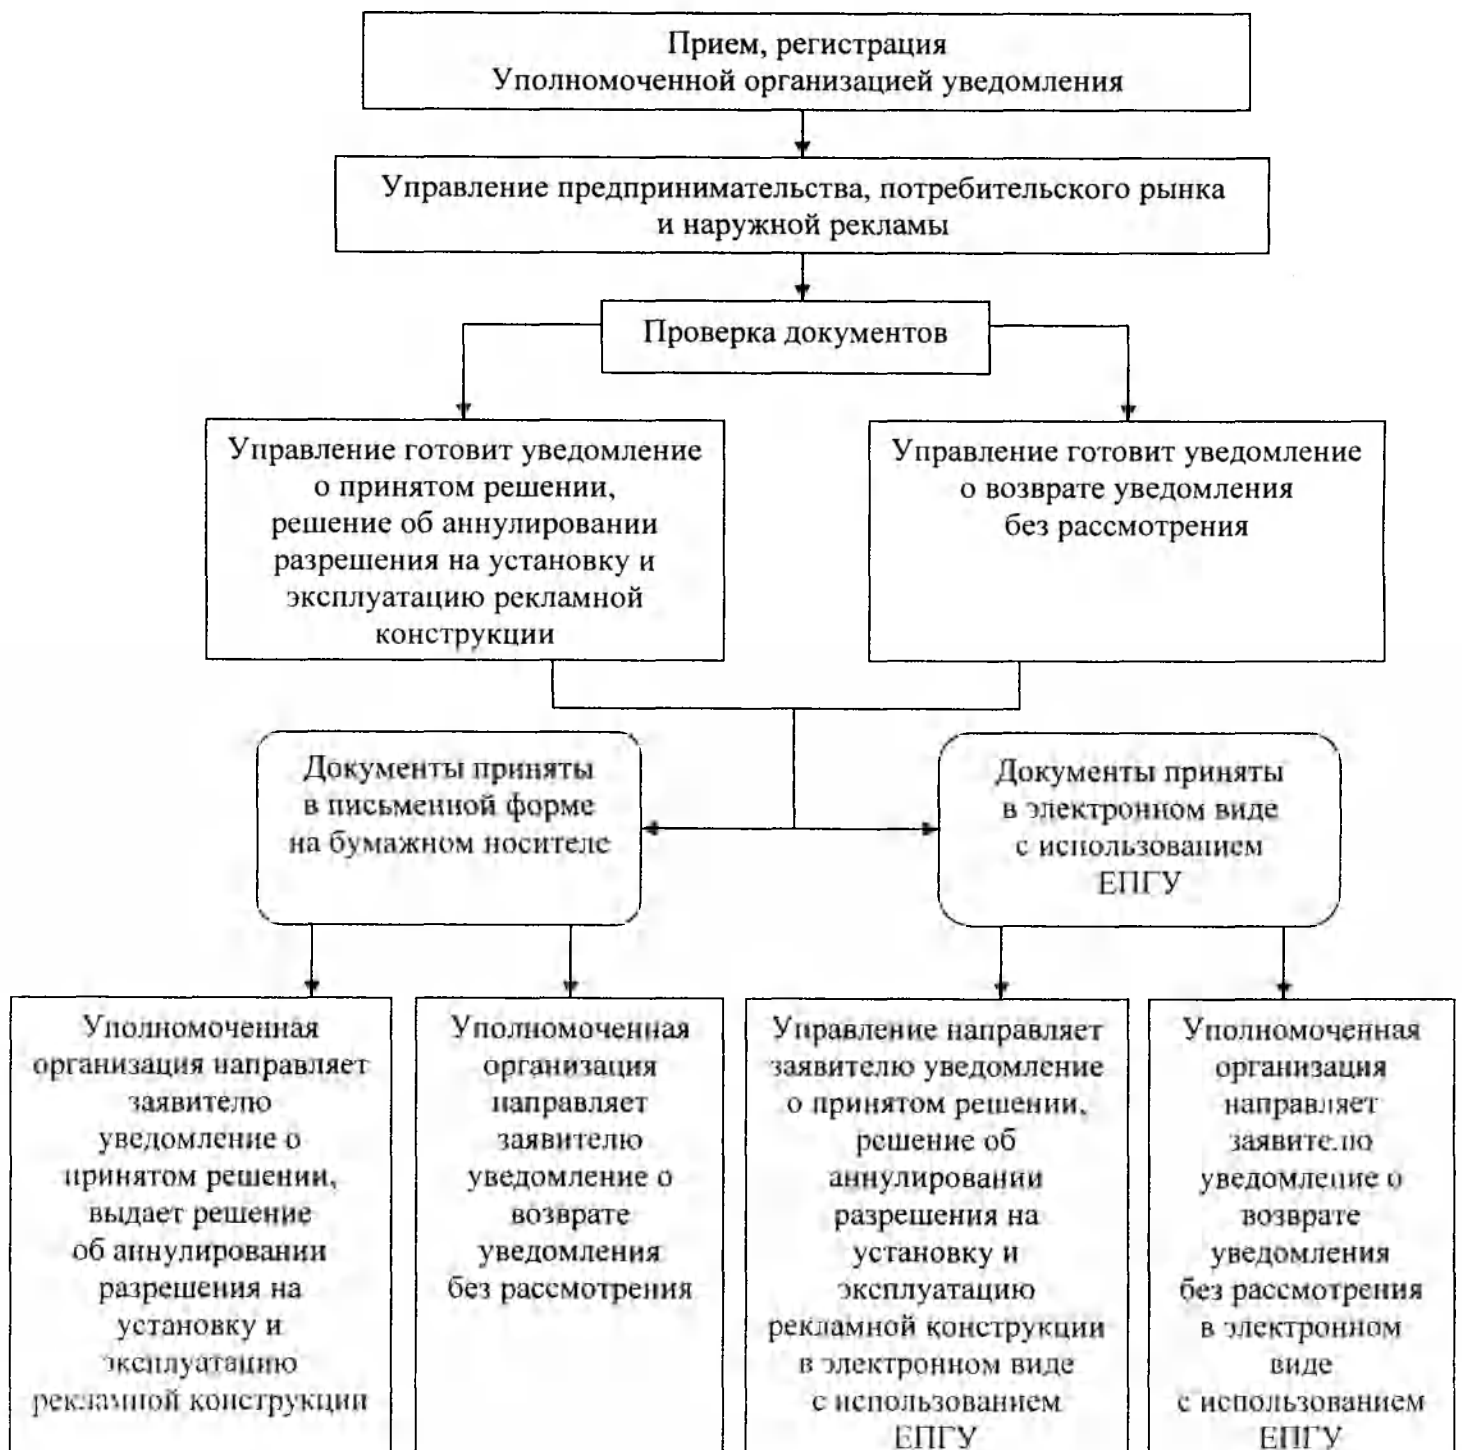 Прием, регистрация
Уполномоченной организацией уведомления
Управление предпринимательства, потребительского рынка
и наружной рекламы
Проверка документов
Управление готовит уведомление
о принятом решении,
решение об аннулировании
разрешения на установку и
эксплуатацию рекламной
конструкции
Управление готовит уведомление
о возврате уведомления
без рассмотрения
Документы приняты
в письменной форме
на бумажном носителе
Документы приняты
в электронном виде
с использованием
ЕПГУ
Уполномоченная
организация направляет
заявителю
уведомление о
принятом решении,
выдает решение
об аннулировании
разрешения на
установку и
эксплуатацию
рекламной конструкции
Уполномоченная
организация
направляет
заявителю
уведомление о
возврате
уведомления
без рассмотрения
Управление направляет
заявителю уведомление
о принятом решении,
решение об
аннулировании
разрешения на
установку и
эксплуатацию
рекламной конструкции
в электронном виде
с использованием
ЕПГУ
Уполномоченная
организация
направляет
заявителю
уведомление о
возврате
уведомления
без рассмотрения
в электронном
виде
с использованием
ЕПГУ